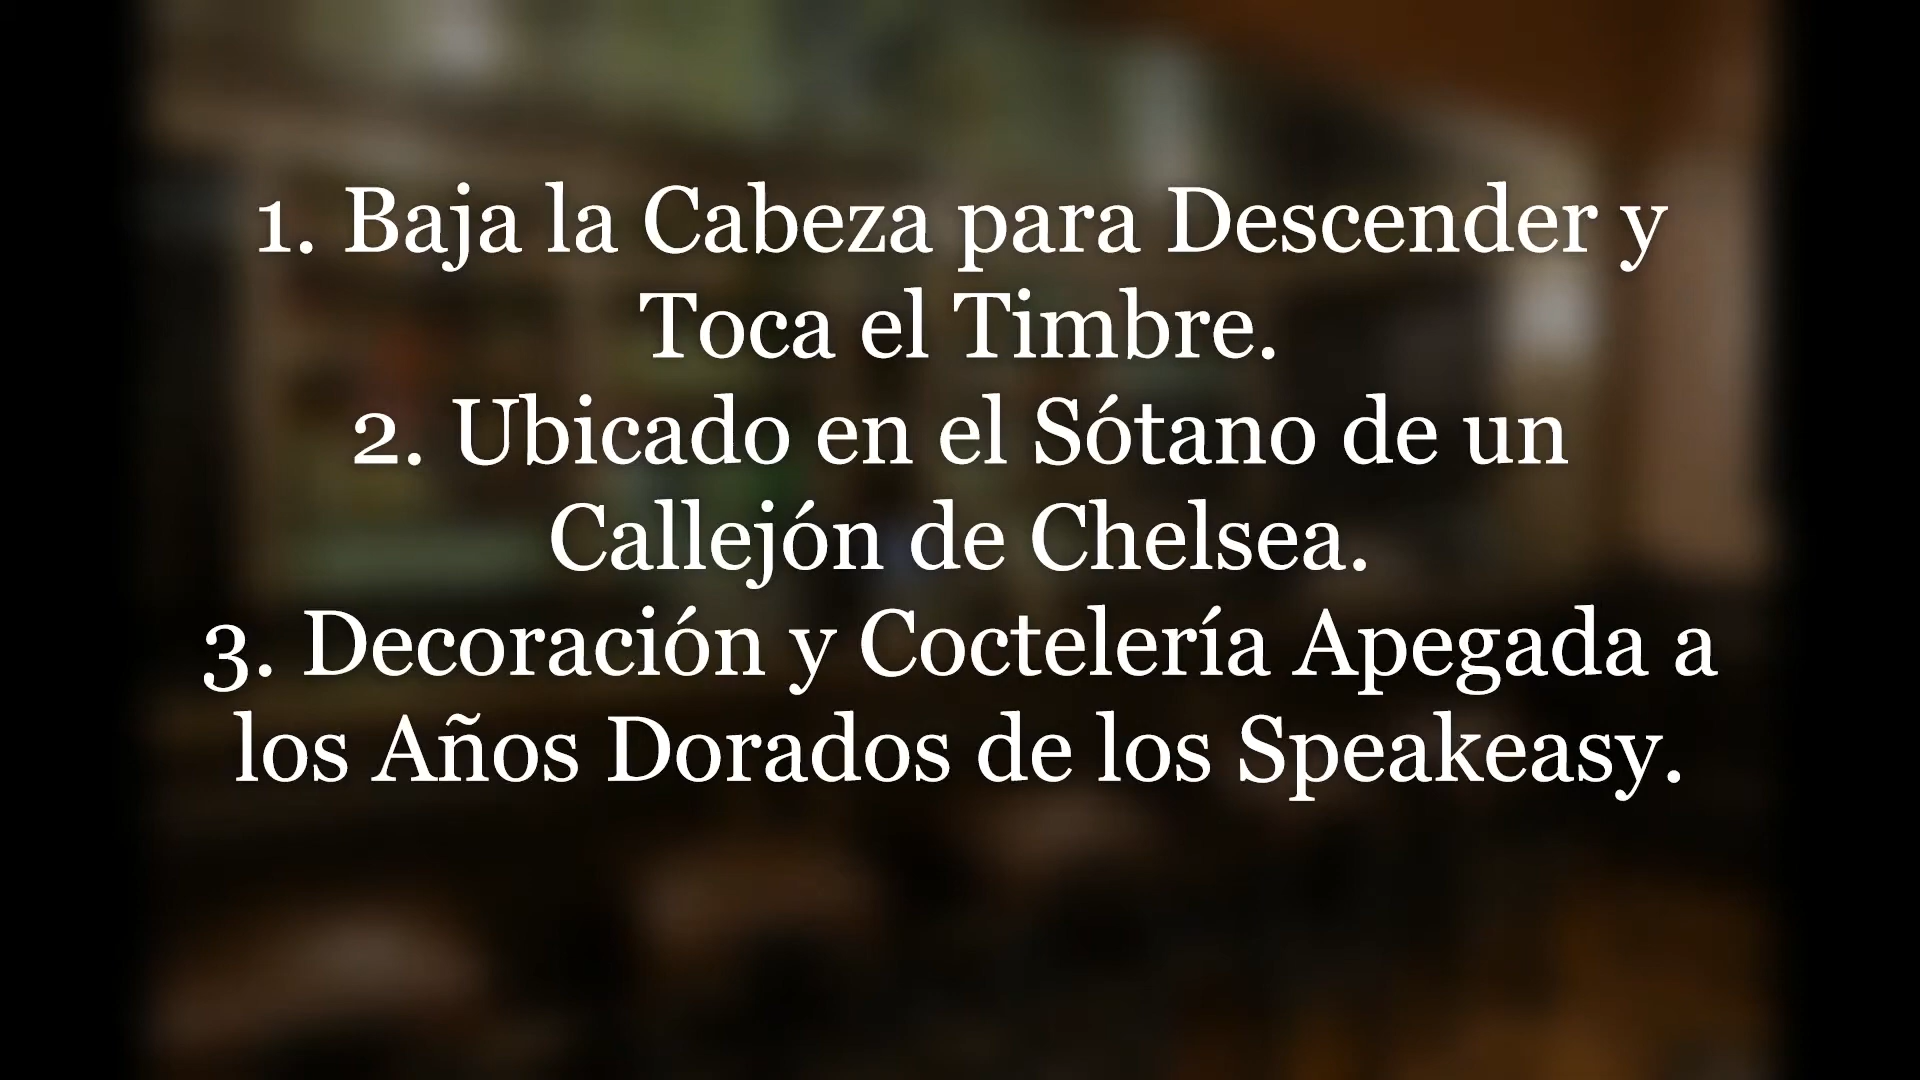 1. Baja la Cabeza para Descender y
Toca el Timbre.
2. Ubicado en el Sótano de un
Callejón de Chelsea.
3. Decoración y Coctelería Apegada a
los Años Dorados de los Speakeasy.